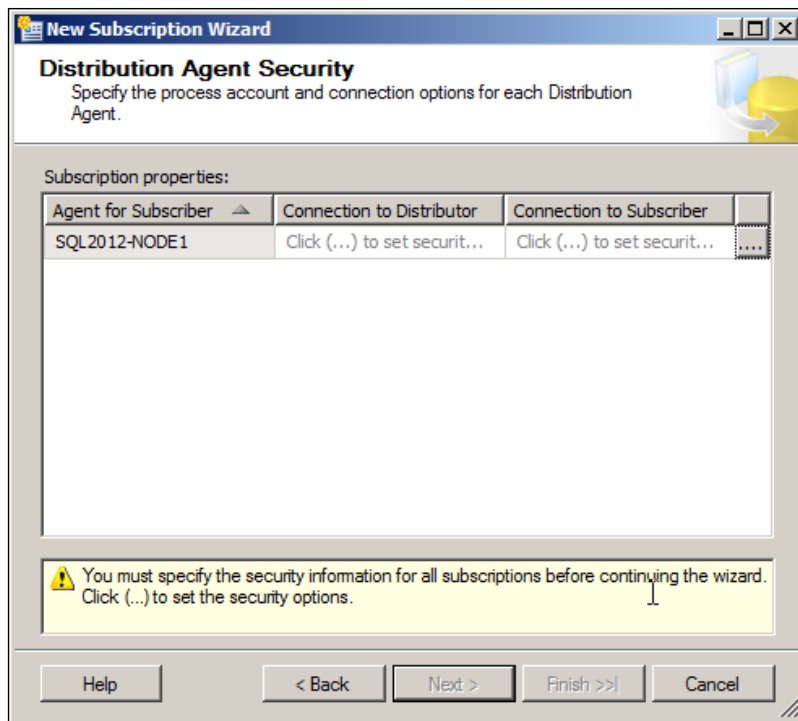 New Subscription Wizard
Distribution Agent Security
Specify the process account and connection options for each Distribution
Agent.
Subscription properties:
Agent for Subscriber Connection to Distributor Connection to Subscriber
SQL2012-NODE1 Click (...) to set securit... Click (...) to set securit... ....
You must specify the security information for all subscriptions before continuing the wizard.
Click (...) to set the security options.
Help < Back Next > Finish >>| Cancel